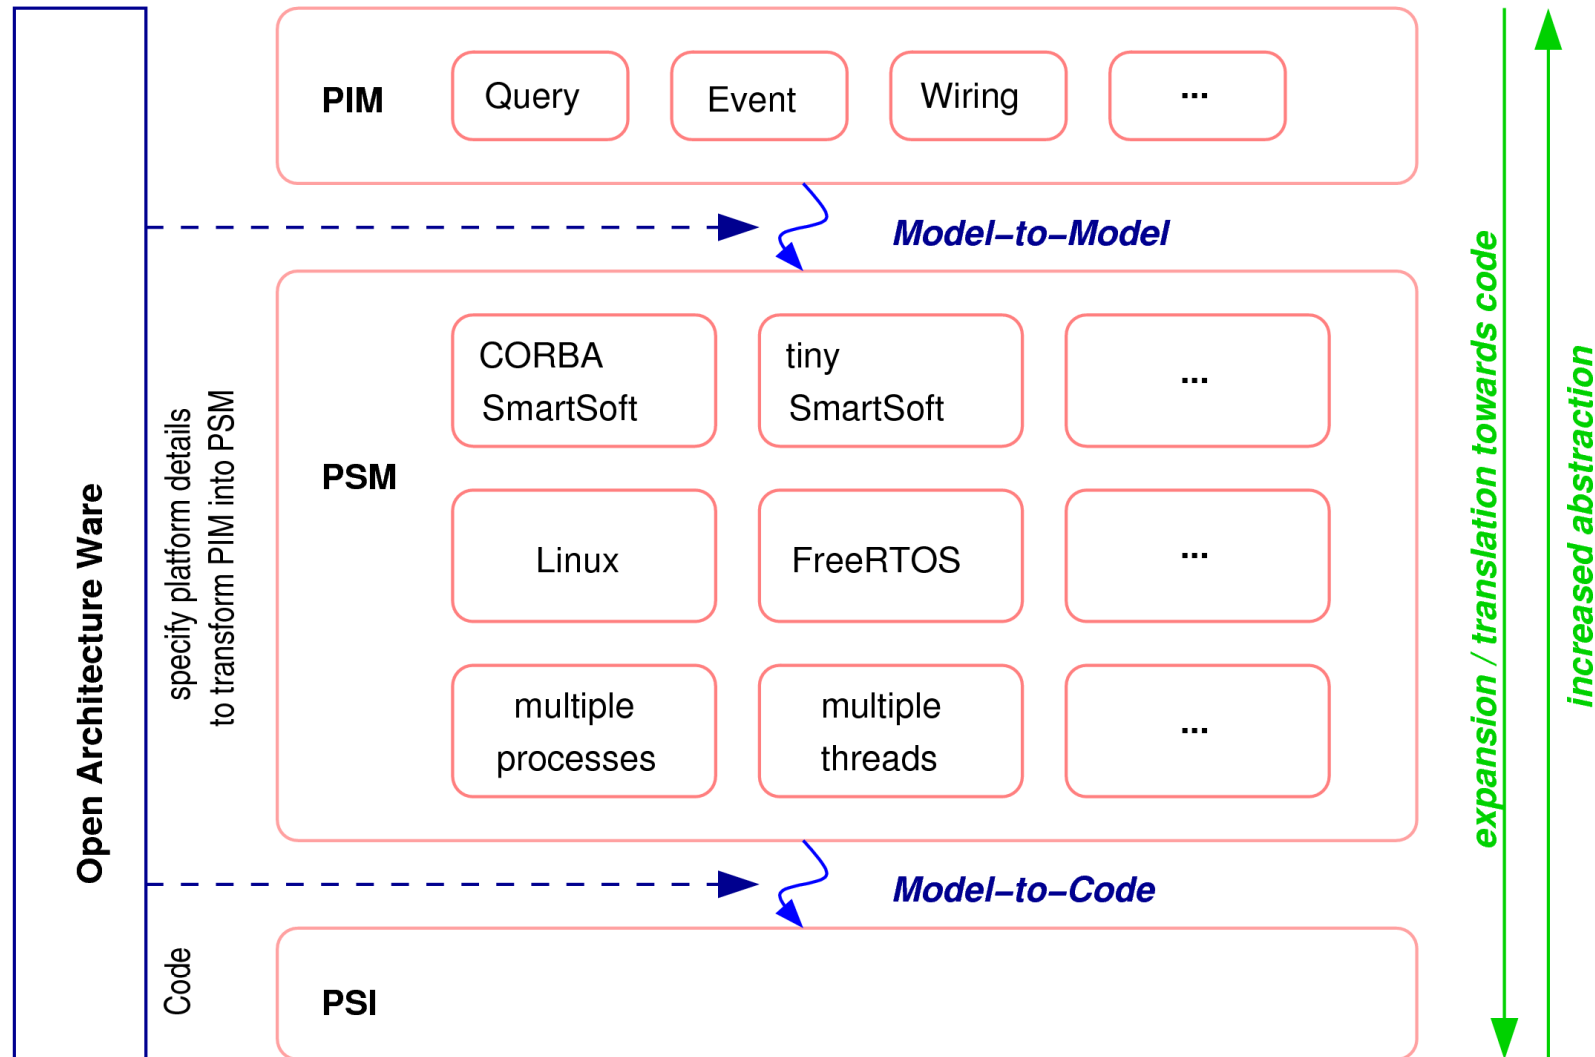 PIM
Query
Event
Wiring
...
Model–to–Model
PSM
CORBA
SmartSoft
tiny
SmartSoft
...
Linux
FreeRTOS
...
multiple
processes
multiple
threads
...
Model–to–Code
PSI
Open Architecture Ware
specify platform details
to transform PIM into PSM
Code
expansion / translation towards code
increased abstraction